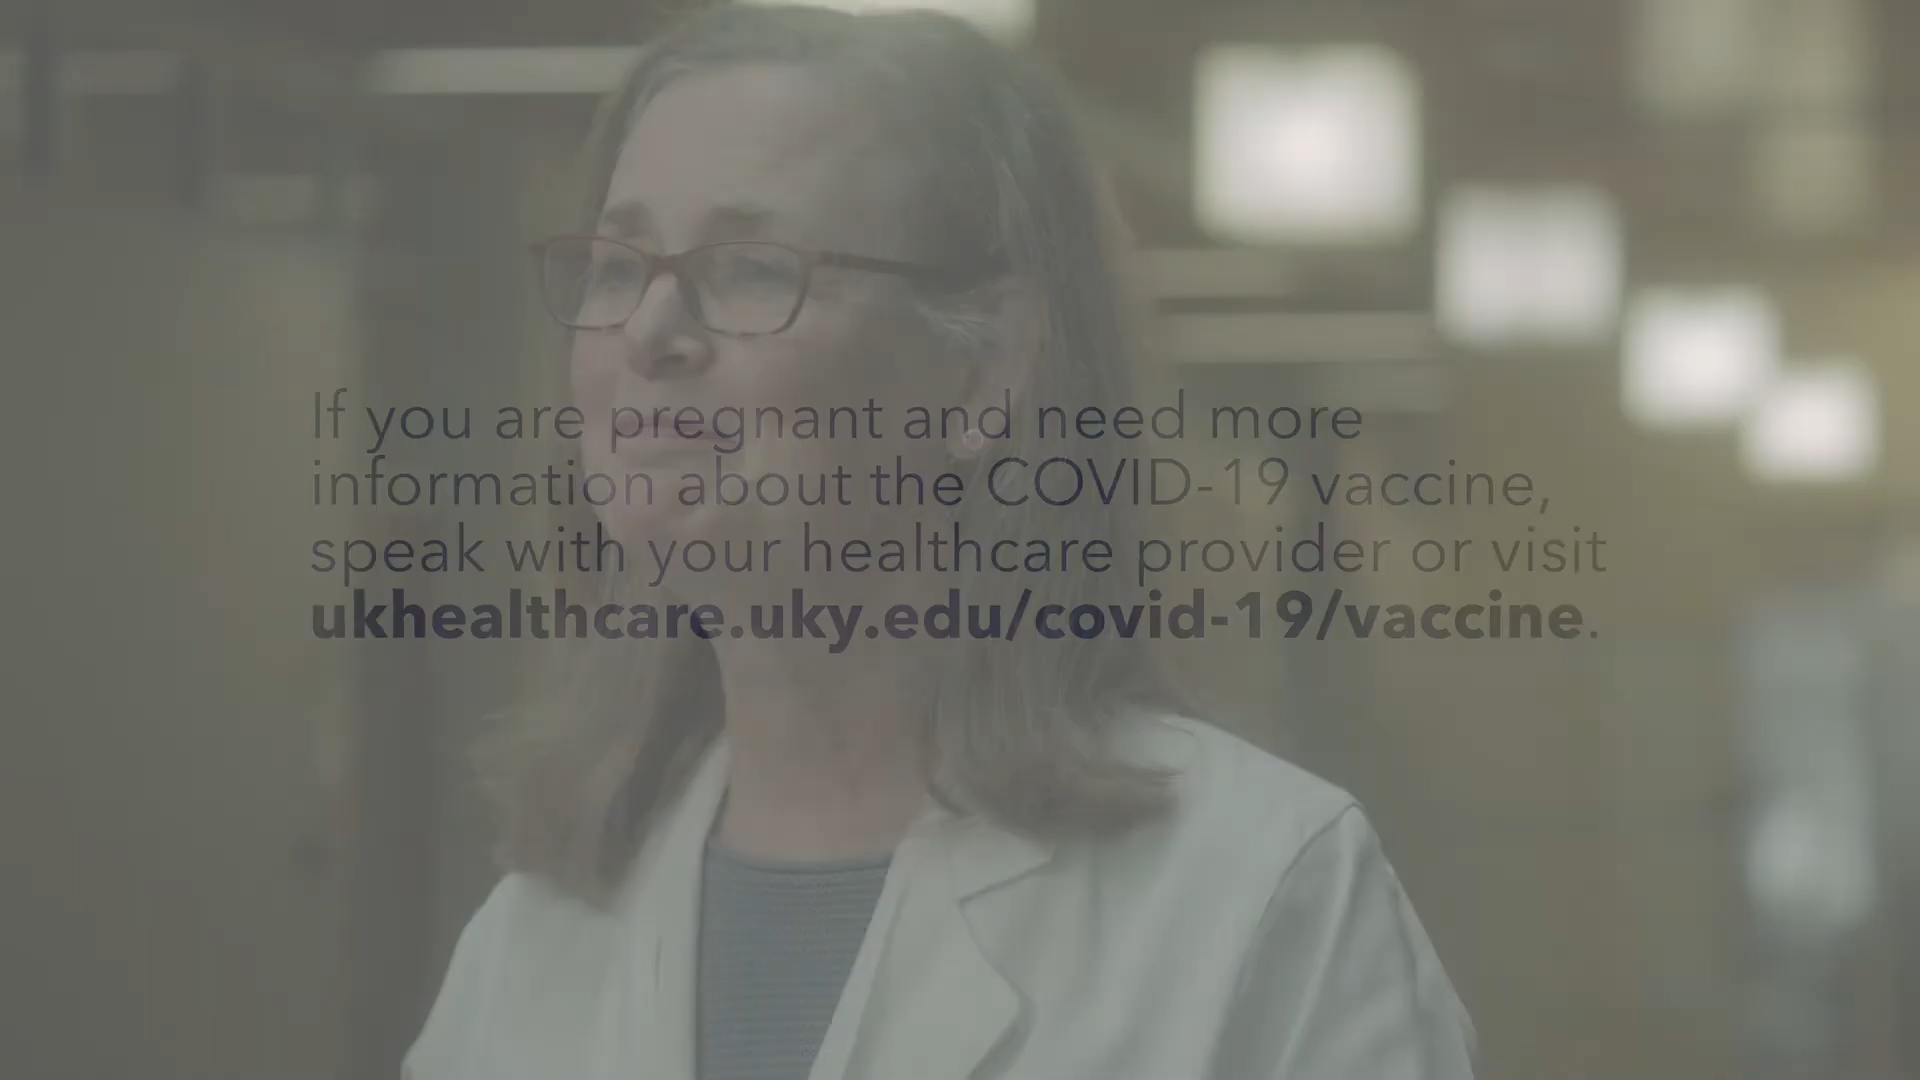 If you are pregnant and need more
information about the COVID-19 vaccine,
speak with your healthcare provider or visit
ukhealthcare.uky.edu/covid-19/vaccine.